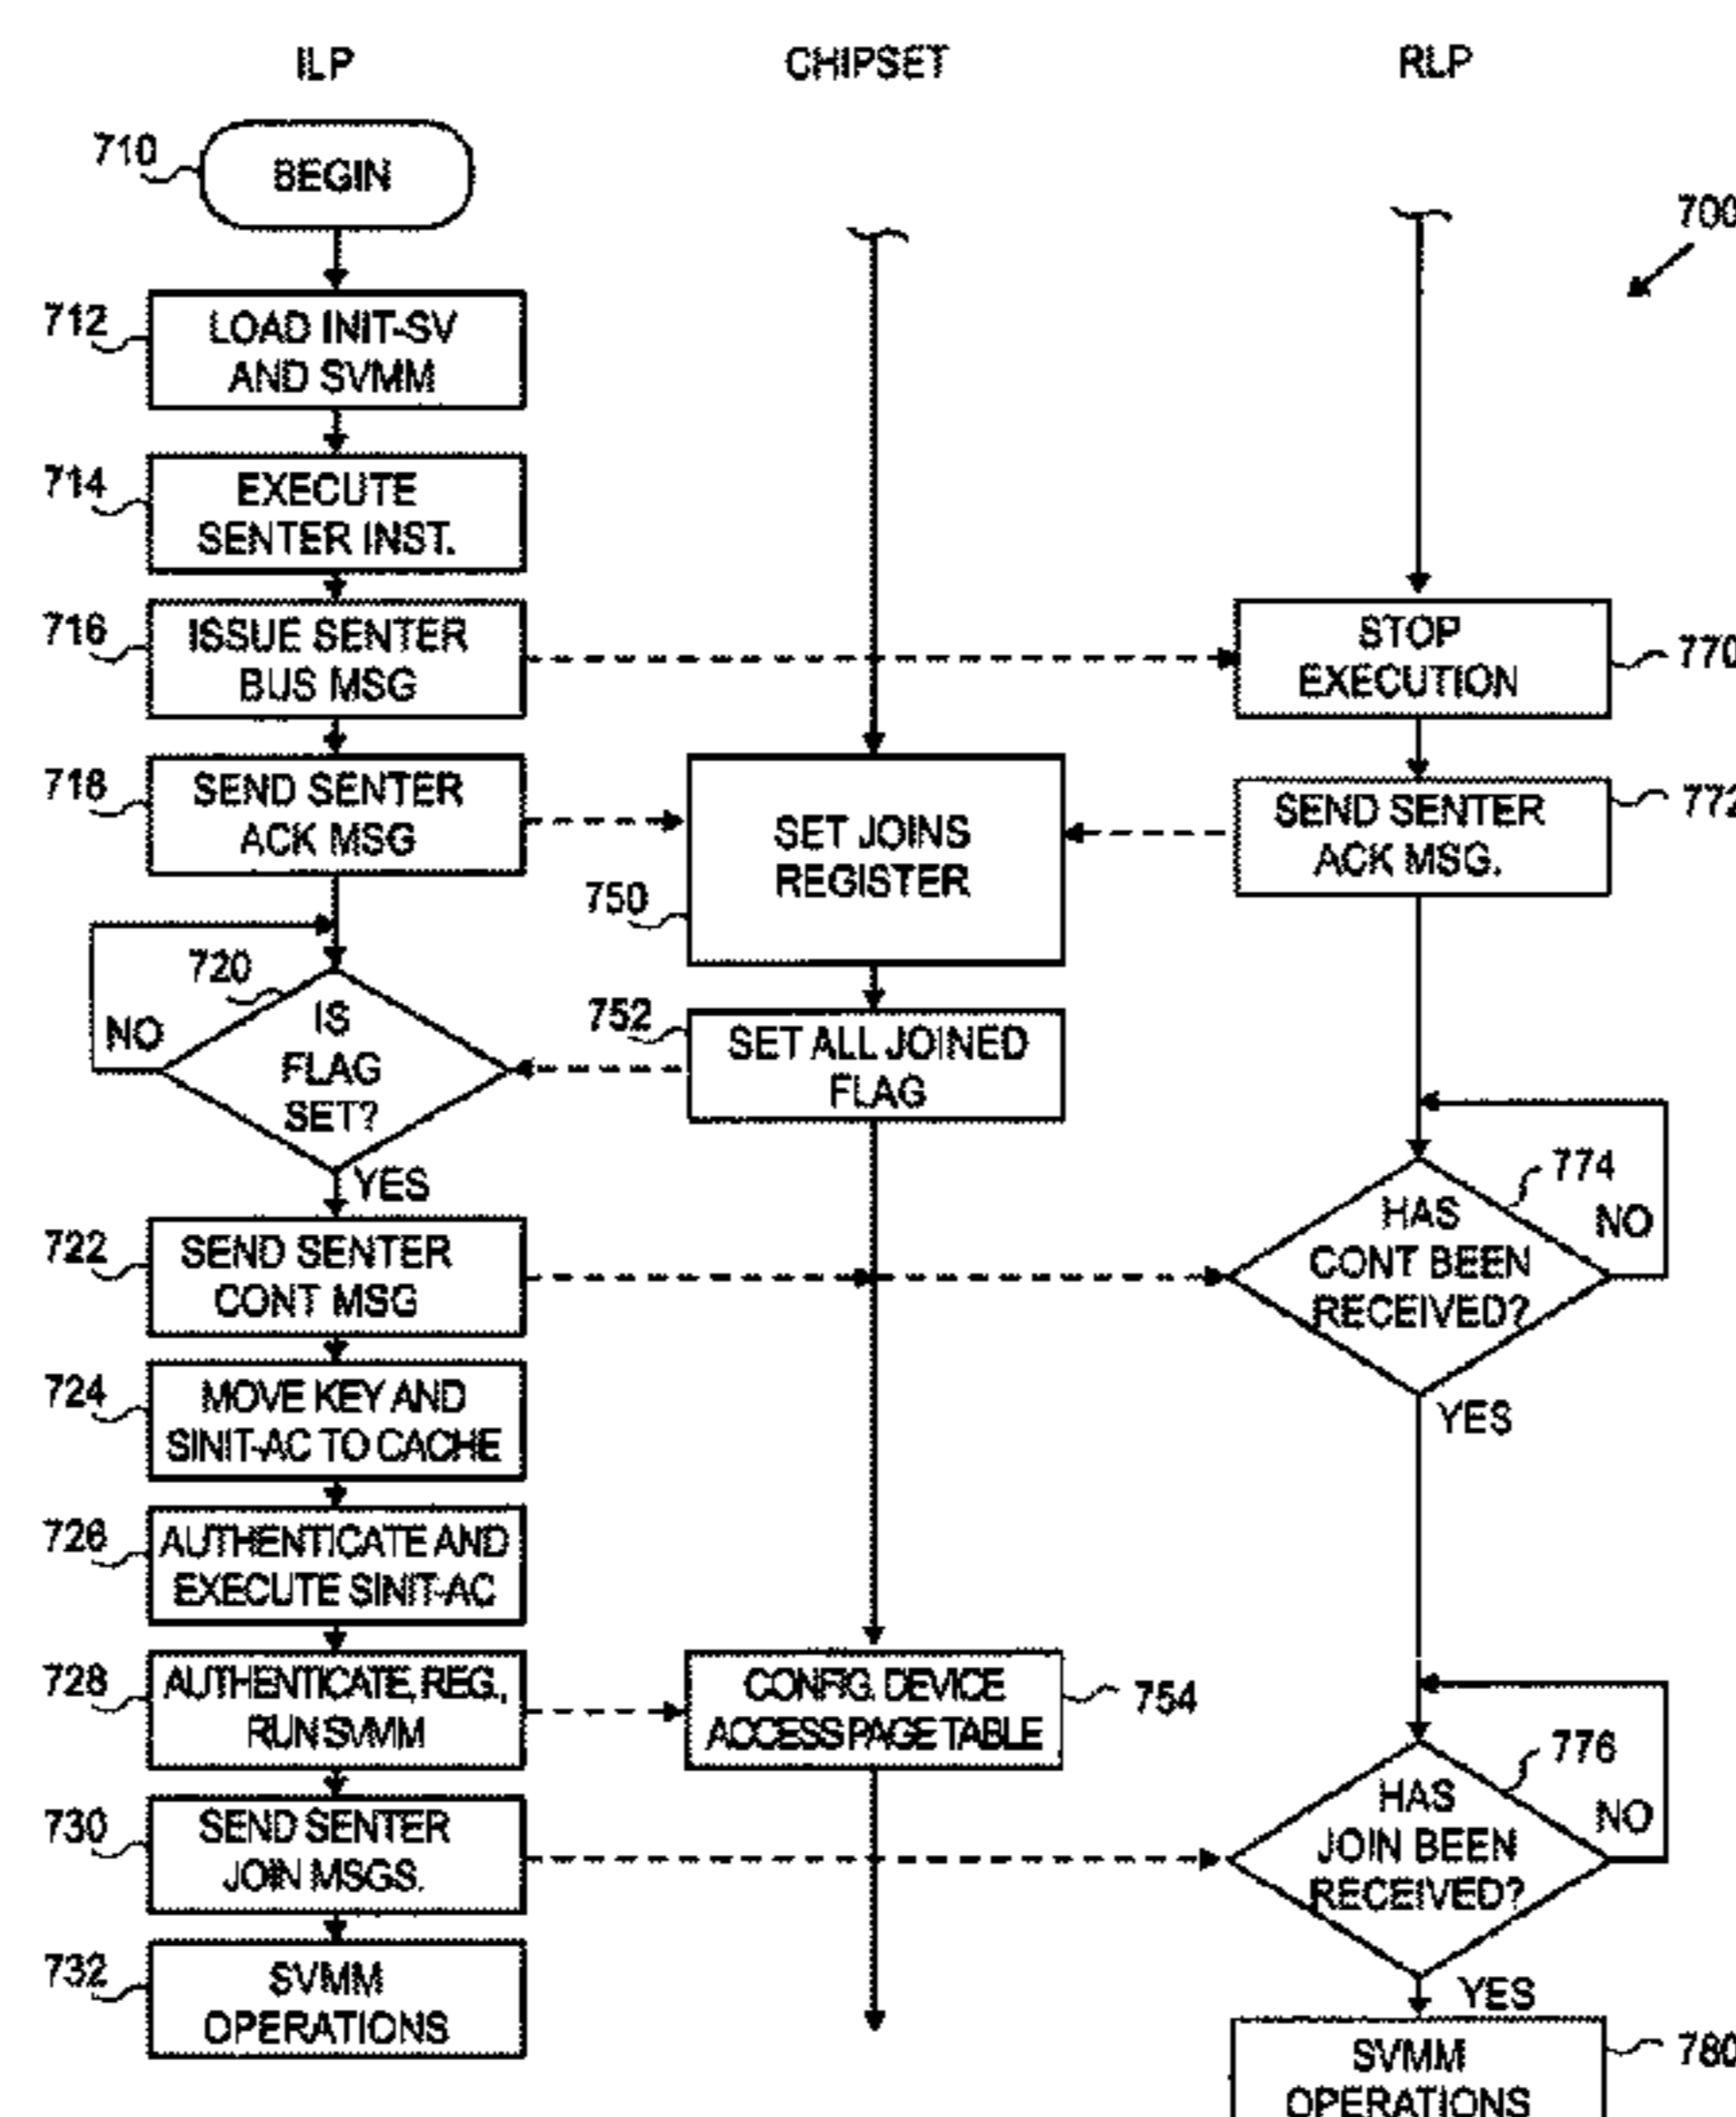 ILP
CHIPSET
RLP
710
BEGIN
700
712
LOAD INIT-SV
AND SVMM
714
EXECUTE
SENTER INST.
716
ISSUE SENTER
BUS MSG
STOP
EXECUTION
770
718
SEND SENTER
ACK MSG
SET JOINS
REGISTER
750
SEND SENTER
ACK MSG.
772
720
IS
FLAG
SET?
NO
YES
752
SET ALL JOINED
FLAG
774
HAS
CONT BEEN
RECEIVED?
NO
YES
722
SEND SENTER
CONT MSG
724
MOVE KEY AND
SINIT-AC TO CACHE
726
AUTHENTICATE AND
EXECUTE SINIT-AC
728
AUTHENTICATE, REG.,
RUN SVMM
CONFIG. DEVICE
ACCESS PAGE TABLE
754
776
HAS
JOIN BEEN
RECEIVED?
NO
YES
730
SEND SENTER
JOIN MSGS.
732
SVMM
OPERATIONS
SVMM
OPERATIONS
780